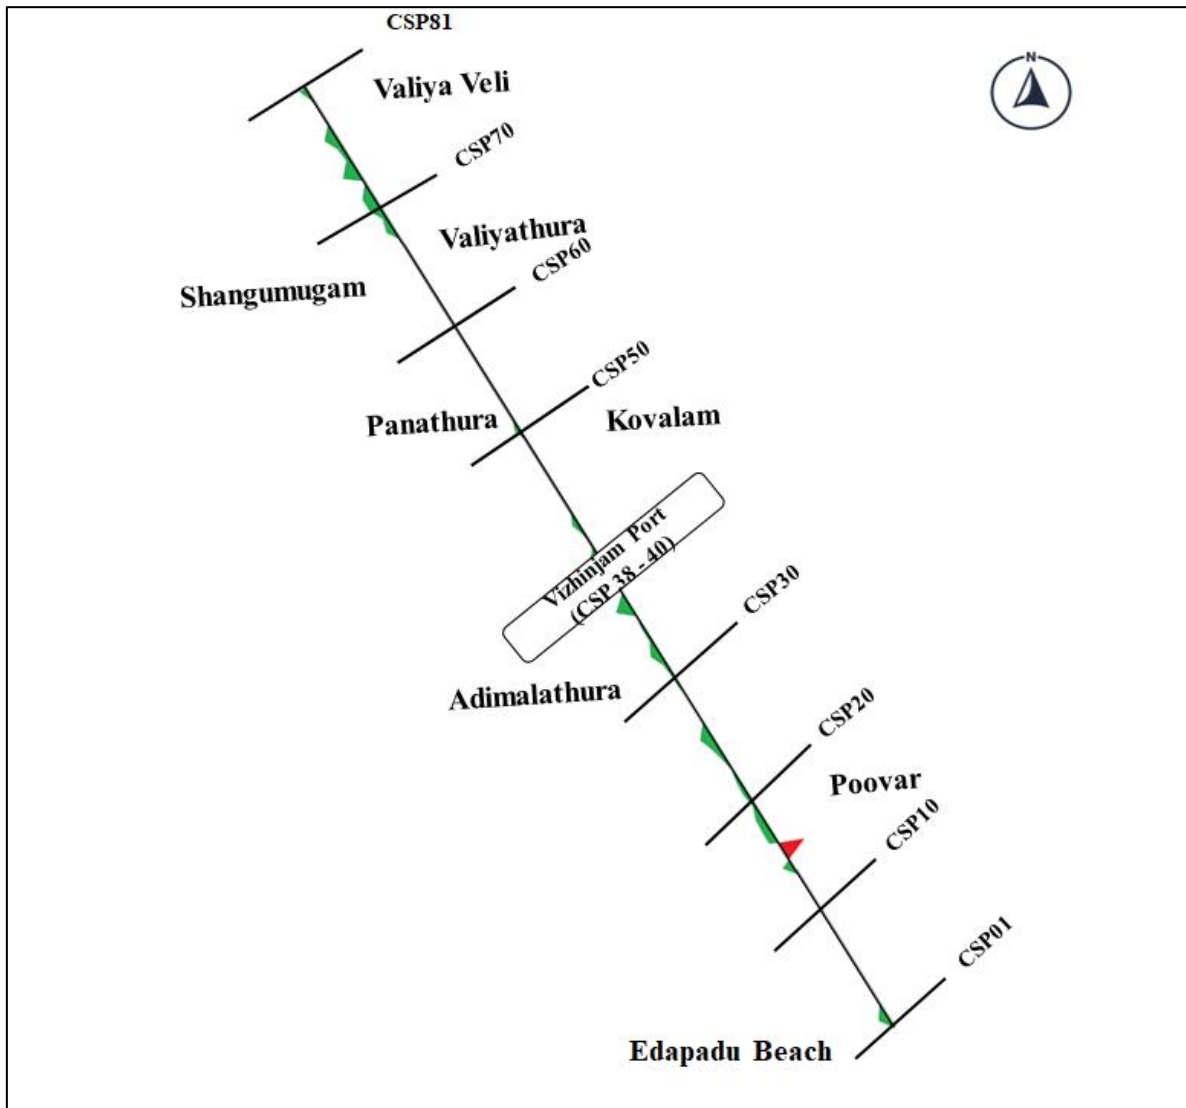 CSP81
N
Valiya Veli
CSP70
Valiyathura
CSP60
Shangumugam
CSP50
Panathura
Kovalam
Vizhinjam Port
(CSP 38 - 40)
CSP30
Adimalathura
CSP20
Poovar
CSP10
CSP01
Edapadu Beach